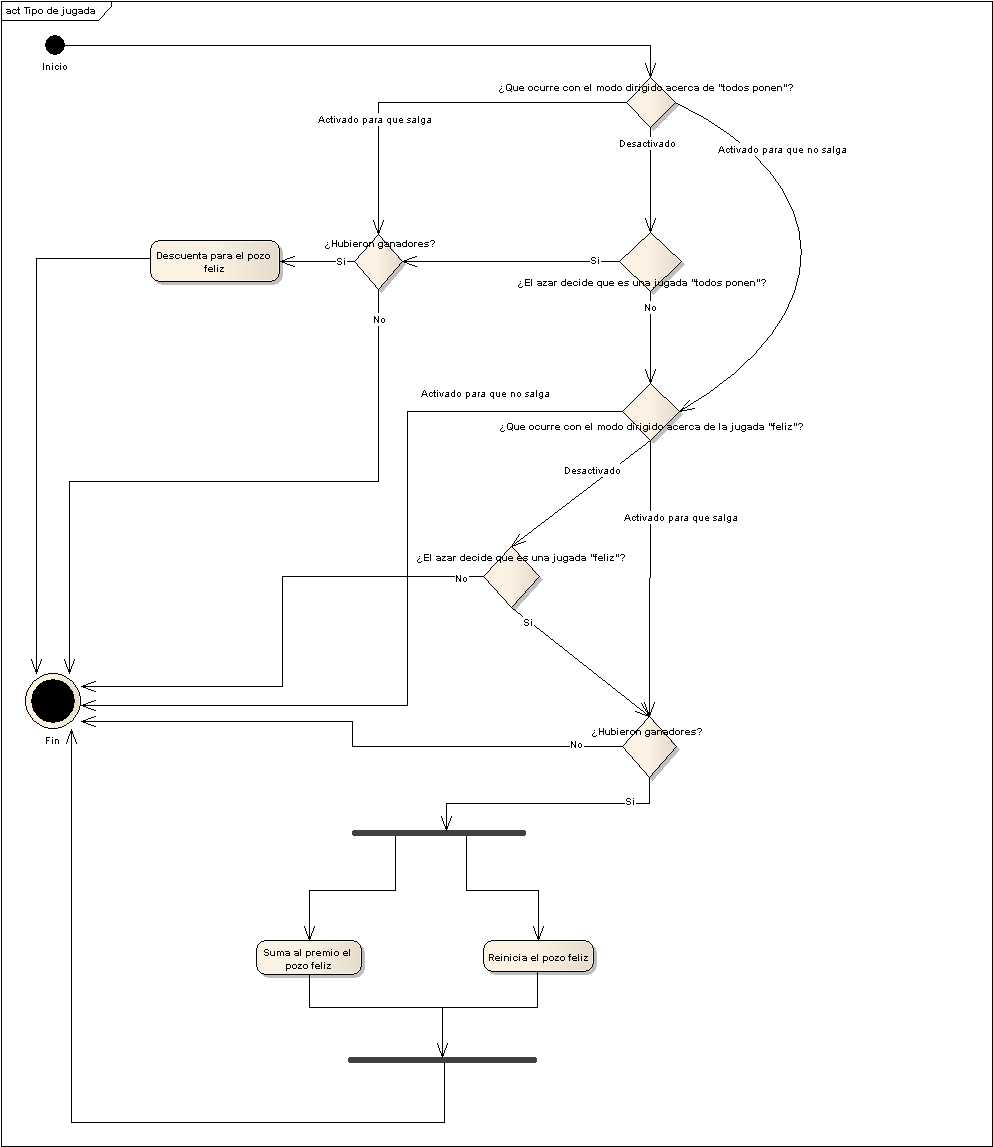 act Tipo de jugada
Inicio
¿Que ocurre con el modo dirigido acerca de "todos ponen"?
Activado para que salga
Desactivado
Activado para que no salga
¿Hubieron ganadores?
Descuenta para el pozo
feliz
Si
Si
¿El azar decide que es una jugada "todos ponen"?
No
No
Activado para que no salga
¿Que ocurre con el modo dirigido acerca de la jugada "feliz"?
Desactivado
Activado para que salga
¿El azar decide que es una jugada "feliz"?
No
Si
¿Hubieron ganadores?
Fin
No
Si
Suma al premio el
pozo feliz
Reinicia el pozo feliz